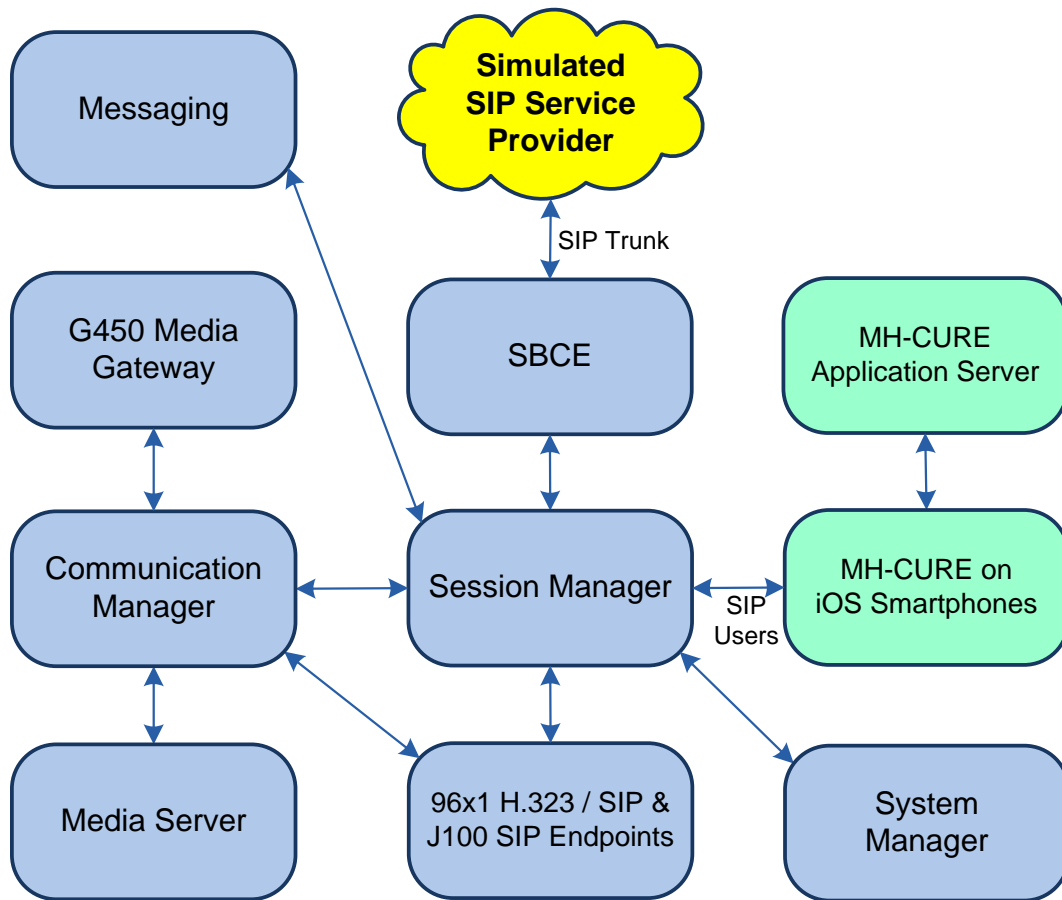 Messaging
Simulated
SIP Service
Provider
SIP Trunk
G450 Media
Gateway
SBCE
MH-CURE
Application Server
Communication
Manager
Session Manager
SIP
Users
MH-CURE on
iOS Smartphones
Media Server
96x1 H.323 / SIP &
J100 SIP Endpoints
System
Manager